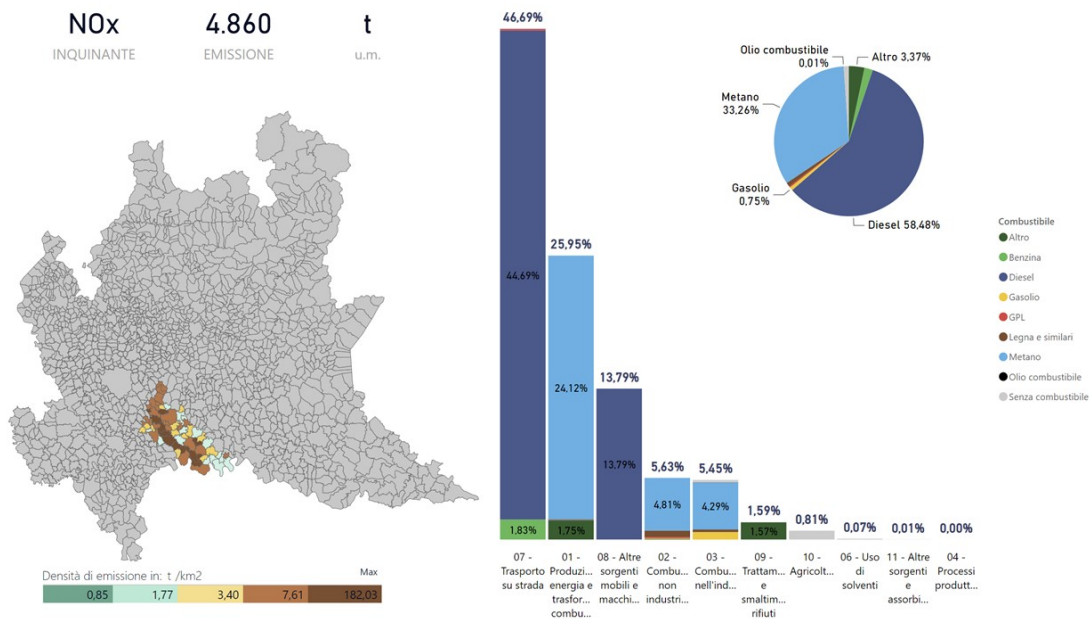 NOx
4.860
t
INQUINANTE
EMISSIONE
u.m.
Densità di emissione in: t /km2
Max
0,85
1,77
3,40
7,61
182,03
46,69%
44,69%
1,83%
25,95%
24,12%
1,75%
13,79%
13,79%
5,63%
4,81%
5,45%
4,29%
1,59%
1,57%
0,81%
0,07%
0,01%
0,00%
07 -
Trasporto
su strada
01 -
Produzi...
energia e
trasfor...
combu...
08 - Altre
sorgenti
mobili e
macchi...
02 -
Combu...
non
industri...
03 -
Combu...
nell'ind...
09 -
Trattam...
e
smaltim...
rifiuti
10 -
Agricolt...
06 - Uso
di
solventi
11 - Altre
sorgenti
e
assorbi...
04 -
Processi
produtt...
Olio combustibile
0,01%
Altro 3,37%
Metano
33,26%
Gasolio
0,75%
Diesel 58,48%
Combustibile
Altro
Benzina
Diesel
Gasolio
GPL
Legna e similari
Metano
Olio combustibile
Senza combustibile